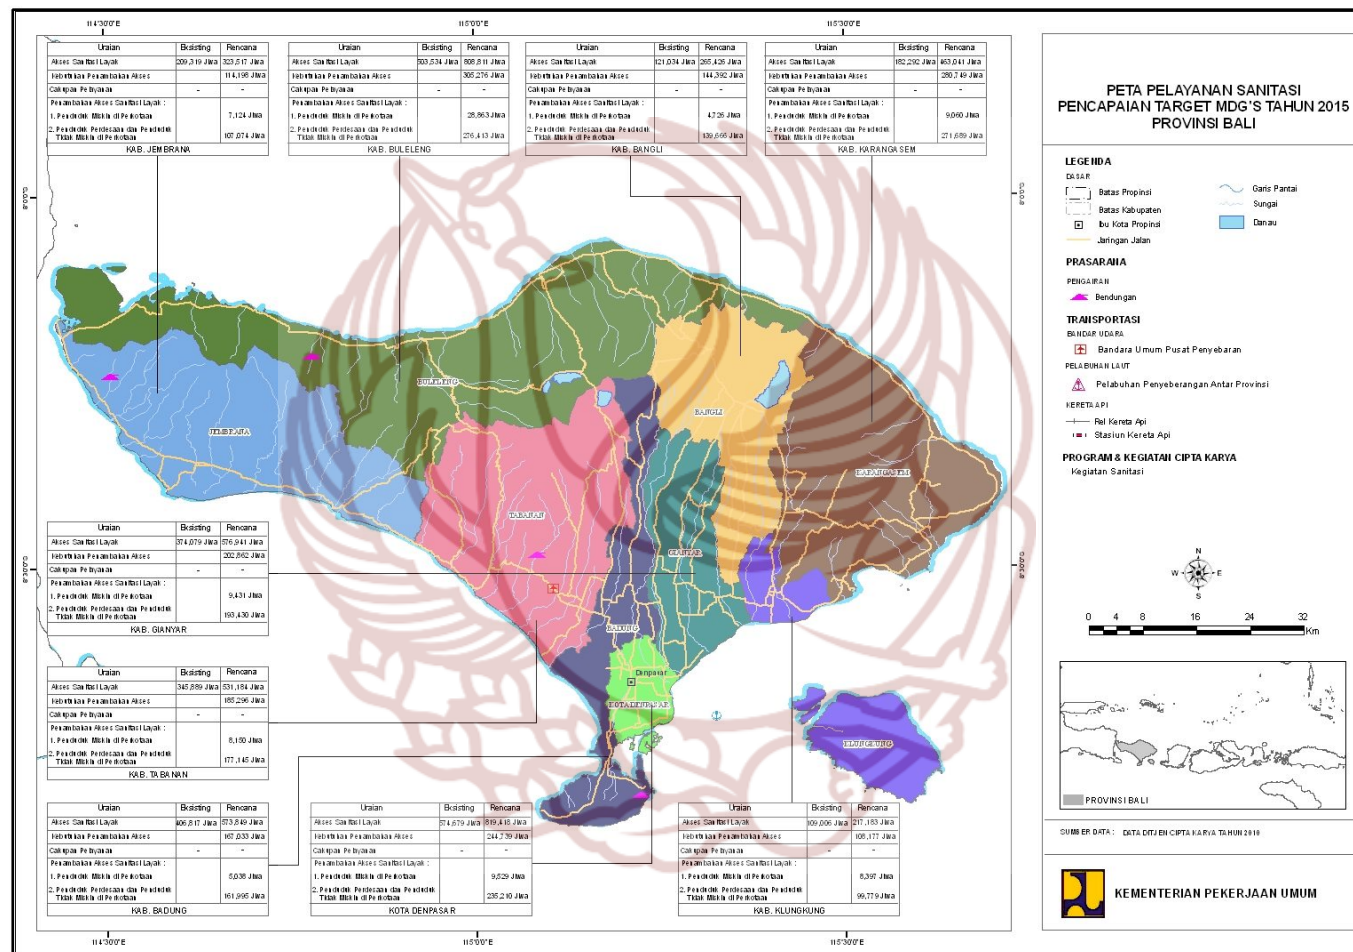 114°30'0"E
115°0'0"E
115°30'0"E
Uraian Eksisting Rencana
Akses Sanitasi Layak 209,319 Jiwa 323,517 Jiwa
Kebutuhan Penambahan Akses 114,198 Jiwa
Cakupan Pelayanan - -
Penambahan Akses Sanitasi Layak :
1. Penduduk Miskin di Perkotaan 7,124 Jiwa
2. Penduduk Perdesaan dan Penduduk
Tidak Miskin di Perkotaan 107,074 Jiwa
KAB. JEMBRANA
Uraian Eksisting Rencana
Akses Sanitasi Layak 503,534 Jiwa 808,811 Jiwa
Kebutuhan Penambahan Akses 305,276 Jiwa
Cakupan Pelayanan - -
Penambahan Akses Sanitasi Layak :
1. Penduduk Miskin di Perkotaan 28,863 Jiwa
2. Penduduk Perdesaan dan Penduduk
Tidak Miskin di Perkotaan 276,413 Jiwa
KAB. BULELENG
Uraian Eksisting Rencana
Akses Sanitasi Layak 121,034 Jiwa 265,426 Jiwa
Kebutuhan Penambahan Akses 144,392 Jiwa
Cakupan Pelayanan - -
Penambahan Akses Sanitasi Layak :
1. Penduduk Miskin di Perkotaan 4,726 Jiwa
2. Penduduk Perdesaan dan Penduduk
Tidak Miskin di Perkotaan 139,666 Jiwa
KAB. BANGLI
Uraian Eksisting Rencana
Akses Sanitasi Layak 182,292 Jiwa 463,041 Jiwa
Kebutuhan Penambahan Akses 280,749 Jiwa
Cakupan Pelayanan - -
Penambahan Akses Sanitasi Layak :
1. Penduduk Miskin di Perkotaan 9,060 Jiwa
2. Penduduk Perdesaan dan Penduduk
Tidak Miskin di Perkotaan 271,689 Jiwa
KAB. KARANGASEM
BULELENG
JEMBRANA
BANGLI
KARANGASEM
TABANAN
GIANYAR
BADUNG
Denpasar
KOTA DENPASAR
KLUNGKUNG
Uraian Eksisting Rencana
Akses Sanitasi Layak 374,079 Jiwa 576,941 Jiwa
Kebutuhan Penambahan Akses 202,862 Jiwa
Cakupan Pelayanan - -
Penambahan Akses Sanitasi Layak :
1. Penduduk Miskin di Perkotaan 9,431 Jiwa
2. Penduduk Perdesaan dan Penduduk
Tidak Miskin di Perkotaan 193,430 Jiwa
KAB. GIANYAR
Uraian Eksisting Rencana
Akses Sanitasi Layak 345,889 Jiwa 531,184 Jiwa
Kebutuhan Penambahan Akses 185,296 Jiwa
Cakupan Pelayanan - -
Penambahan Akses Sanitasi Layak :
1. Penduduk Miskin di Perkotaan 8,150 Jiwa
2. Penduduk Perdesaan dan Penduduk
Tidak Miskin di Perkotaan 177,145 Jiwa
KAB. TABANAN
Uraian Eksisting Rencana
Akses Sanitasi Layak 406,817 Jiwa 573,849 Jiwa
Kebutuhan Penambahan Akses 167,033 Jiwa
Cakupan Pelayanan - -
Penambahan Akses Sanitasi Layak :
1. Penduduk Miskin di Perkotaan 5,038 Jiwa
2. Penduduk Perdesaan dan Penduduk
Tidak Miskin di Perkotaan 161,995 Jiwa
KAB. BADUNG
Uraian Eksisting Rencana
Akses Sanitasi Layak 574,679 Jiwa 819,418 Jiwa
Kebutuhan Penambahan Akses 244,739 Jiwa
Cakupan Pelayanan - -
Penambahan Akses Sanitasi Layak :
1. Penduduk Miskin di Perkotaan 9,529 Jiwa
2. Penduduk Perdesaan dan Penduduk
Tidak Miskin di Perkotaan 235,210 Jiwa
KOTA DENPASAR
Uraian Eksisting Rencana
Akses Sanitasi Layak 109,006 Jiwa 217,183 Jiwa
Kebutuhan Penambahan Akses 108,177 Jiwa
Cakupan Pelayanan - -
Penambahan Akses Sanitasi Layak :
1. Penduduk Miskin di Perkotaan 8,397 Jiwa
2. Penduduk Perdesaan dan Penduduk
Tidak Miskin di Perkotaan 99,779 Jiwa
KAB. KLUNGKUNG
114°30'0"E
115°0'0"E
115°30'0"E
PETA PELAYANAN SANITASI
PENCAPAIAN TARGET MDG'S TAHUN 2015
PROVINSI BALI
LEGENDA
DASAR
Batas Propinsi
Batas Kabupaten
Ibu Kota Propinsi
Jaringan Jalan
Garis Pantai
Sungai
Danau
PRASARANA
PENGAIRAN
Bendungan
TRANSPORTASI
BANDAR UDARA
Bandara Umum Pusat Penyebaran
PELABUHAN LAUT
Pelabuhan Penyeberangan Antar Provinsi
KERETA API
Rel Kereta Api
Stasiun Kereta Api
PROGRAM & KEGIATAN CIPTA KARYA
Kegiatan Sanitasi
N
W E
S
0 4 8 16 24 32
Km
PROVINSI BALI
SUMBER DATA : DATA DITJEN CIPTA KARYA TAHUN 2010
KEMENTERIAN PEKERJAAN UMUM